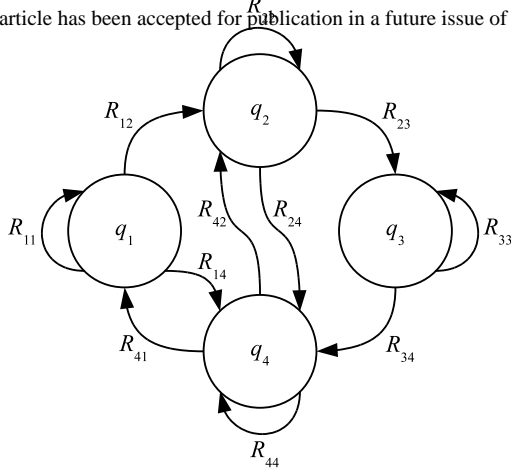 article has been accepted for publication in a future issue of
R22
q2
R12
R23
R42
R24
R11
q1
q3
R33
R14
R41
q4
R34
R44